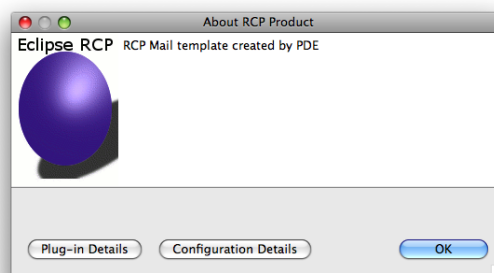 About RCP Product
Eclipse RCP
RCP Mail template created by PDE
Plug-in Details
Configuration Details
OK